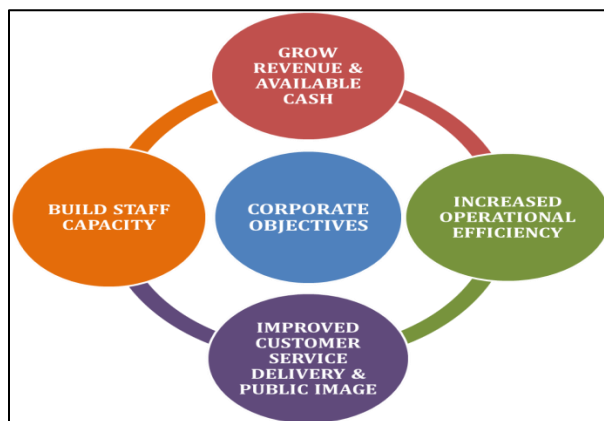 GROW
REVENUE &
AVAILABLE
CASH
BUILD STAFF
CAPACITY
CORPORATE
OBJECTIVES
INCREASED
OPERATIONAL
EFFICIENCY
IMPROVED
CUSTOMER
SERVICE
DELIVERY &
PUBLIC IMAGE